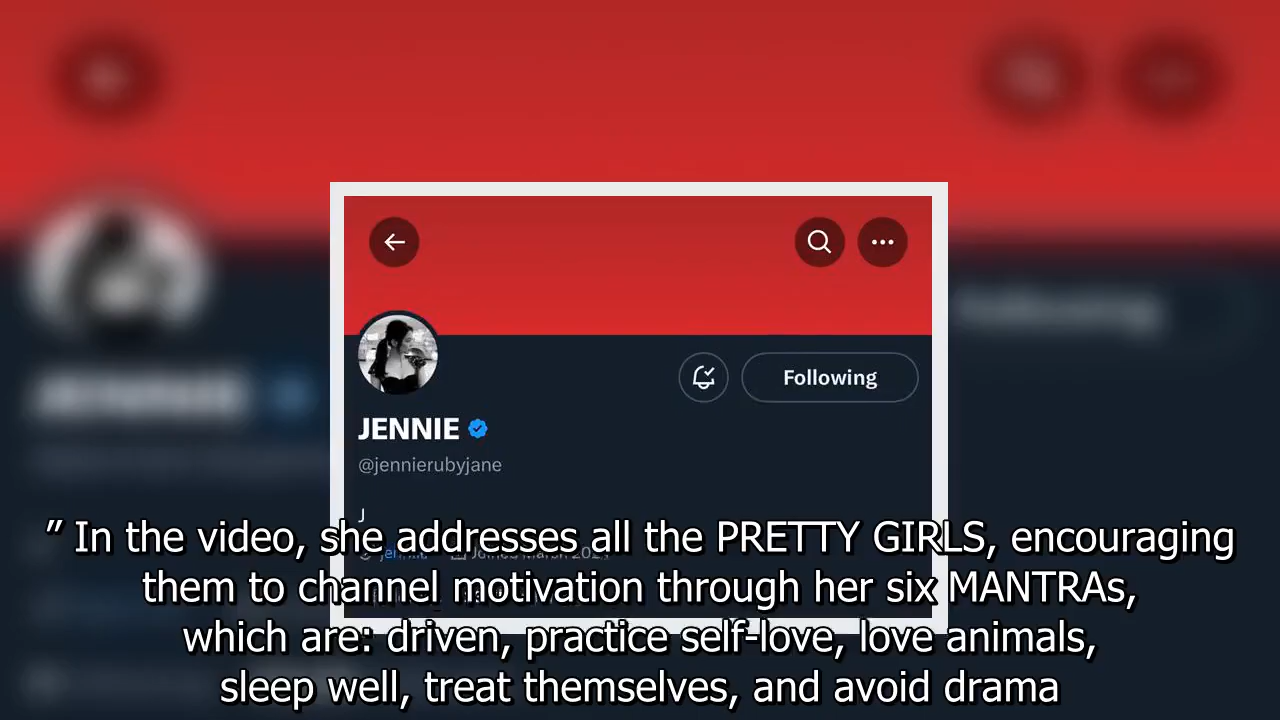 Following
JENNIE
@jennierubyjane
J
” In the video, she addresses all the PRETTY GIRLS, encouraging
them to channel motivation through her six MANTRAs,
which are: driven, practice self-love, love animals,
sleep well, treat themselves, and avoid drama